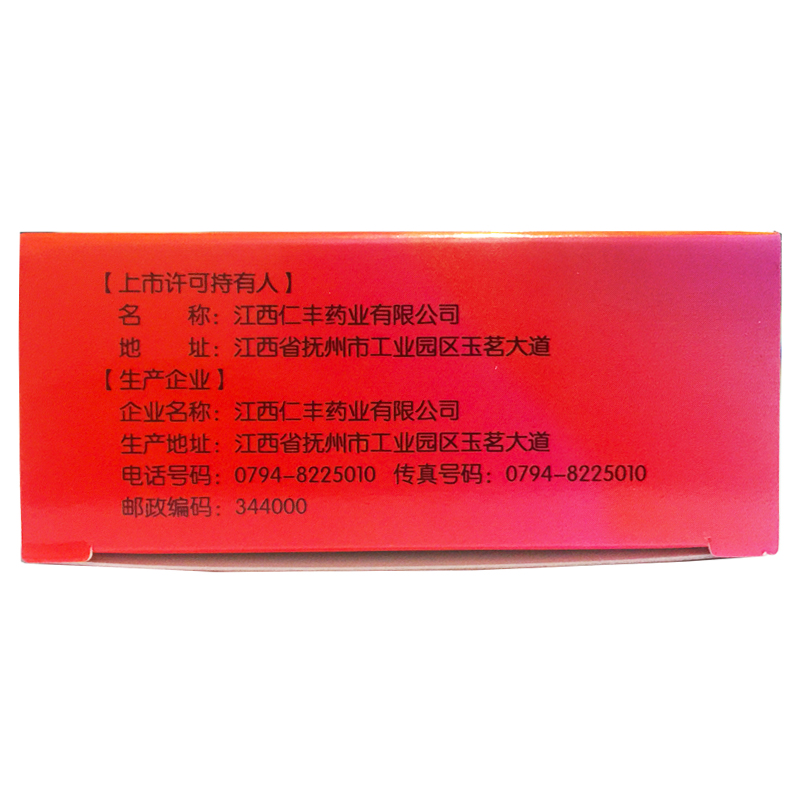 【上市许可持有人】
名　　称：江西仁丰药业有限公司
地　　址：江西省抚州市工业园区玉茗大道
【生产企业】
企业名称：江西仁丰药业有限公司
生产地址：江西省抚州市工业园区玉茗大道
电话号码：0794-8225010 传真号码：0794-8225010
邮政编码：344000